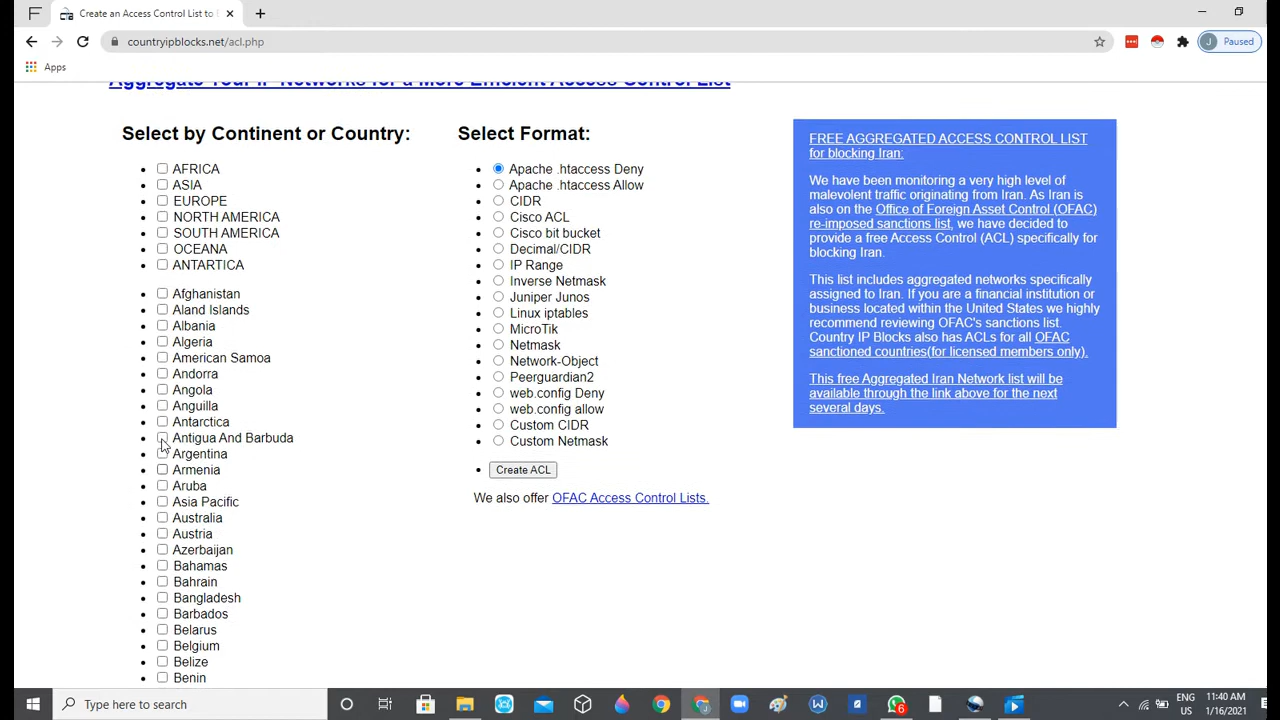 Create an Access Control List to B
countryipblocks.net/acl.php
J Paused
Apps
Aggregate Your IP Networks for a More Efficient Access Control List
Select by Continent or Country:
AFRICA
ASIA
EUROPE
NORTH AMERICA
SOUTH AMERICA
OCEANA
ANTARTICA
Afghanistan
Aland Islands
Albania
Algeria
American Samoa
Andorra
Angola
Anguilla
Antarctica
Antigua And Barbuda
Argentina
Armenia
Aruba
Asia Pacific
Australia
Austria
Azerbaijan
Bahamas
Bahrain
Bangladesh
Barbados
Belarus
Belgium
Belize
Benin
Select Format:
Apache .htaccess Deny
Apache .htaccess Allow
CIDR
Cisco ACL
Cisco bit bucket
Decimal/CIDR
IP Range
Inverse Netmask
Juniper Junos
Linux iptables
MicroTik
Netmask
Network-Object
Peerguardian2
web.config Deny
web.config allow
Custom CIDR
Custom Netmask
Create ACL
We also offer OFAC Access Control Lists.
FREE AGGREGATED ACCESS CONTROL LIST
for blocking Iran:
We have been monitoring a very high level of
malevolent traffic originating from Iran. As Iran is
also on the Office of Foreign Asset Control (OFAC)
re-imposed sanctions list, we have decided to
provide a free Access Control (ACL) specifically for
blocking Iran.
This list includes aggregated networks specifically
assigned to Iran. If you are a financial institution or
business located within the United States we highly
recommend reviewing OFAC's sanctions list.
Country IP Blocks also has ACLs for all OFAC
sanctioned countries(for licensed members only).
This free Aggregated Iran Network list will be
available through the link above for the next
several days.
Type here to search
6
ENG
US
11:40 AM
1/16/2021